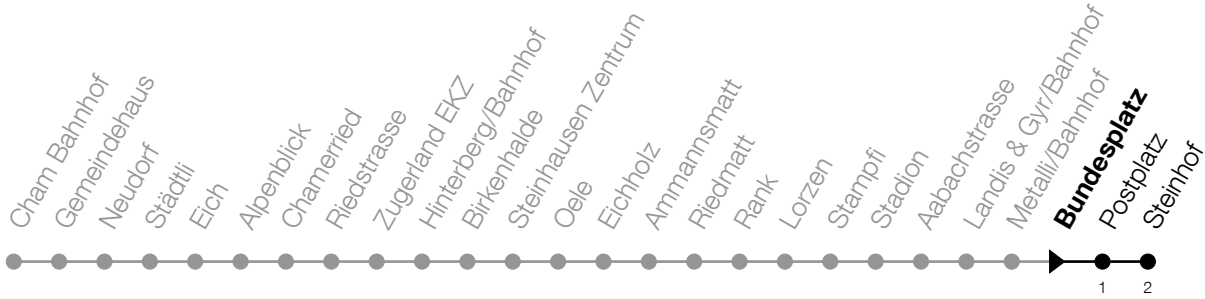 Cham Bahnhof
Gemeindehaus
Neudorf
Städtli
Eich
Alpenblick
Chamerried
Riedstrasse
Zugerland EKZ
Hinterberg/Bahnhof
Birkenhalde
Steinhausen Zentrum
Oele
Eichholz
Ammannsmatt
Riedmatt
Rank
Lorzen
Stampfi
Stadion
Aabachstrasse
Landis & Gyr/Bahnhof
Metalli/Bahnhof
Bundesplatz
Postplatz
Steinhof
1
2